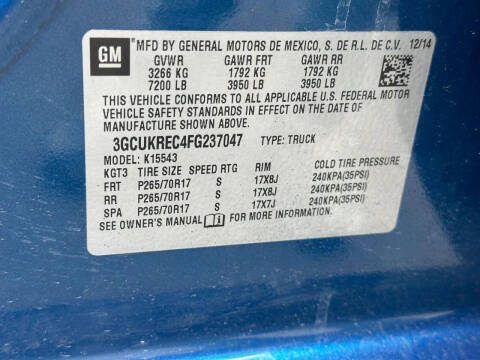 GM
MFD BY GENERAL MOTORS DE MEXICO, S. DE R.L. DE C.V. 12/14
GVWR GAWR FRT GAWR RR
3266 KG 1792 KG 1792 KG
7200 LB 3950 LB 3950 LB
THIS VEHICLE CONFORMS TO ALL APPLICABLE U.S. FEDERAL MOTOR
VEHICLE SAFETY STANDARDS IN EFFECT ON THE DATE OF
MANUFACTURE SHOWN ABOVE.
3GCUKREC4FG237047 TYPE: TRUCK
MODEL: K15543
KGT3 TIRE SIZE SPEED RTG RIM COLD TIRE PRESSURE
FRT P265/70R17 S 17X8J 240KPA(35PSI)
RR P265/70R17 S 17X8J 240KPA(35PSI)
SPA P265/70R17 S 17X7J 240KPA(35PSI)
SEE OWNER'S MANUAL FOR MORE INFORMATION.